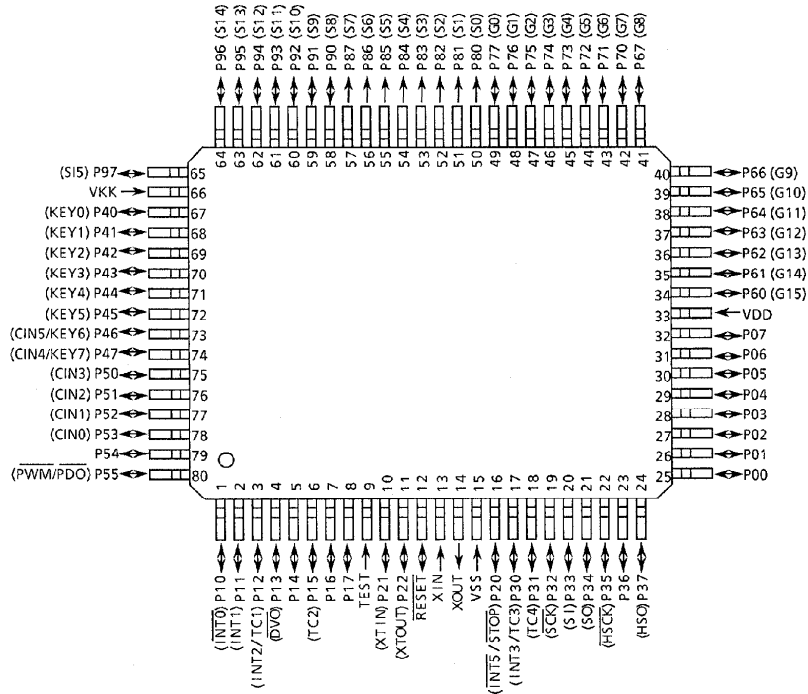 P96 (S14)
P95 (S13)
P94 (S12)
P93 (S11)
P92 (S10)
P91 (S9)
P90 (S8)
P87 (S7)
P86 (S6)
P85 (S5)
P84 (S4)
P83 (S3)
P82 (S2)
P81 (S1)
P80 (S0)
P77 (G0)
P76 (G1)
P75 (G2)
P74 (G3)
P73 (G4)
P72 (G5)
P71 (G6)
P70 (G7)
P67 (G8)
64
63
62
61
60
59
58
57
56
55
54
53
52
51
50
49
48
47
46
45
44
43
42
41
(SI5) P97 65
VKK 66
(KEY0) P40 67
(KEY1) P41 68
(KEY2) P42 69
(KEY3) P43 70
(KEY4) P44 71
(KEY5) P45 72
(CIN5/KEY6) P46 73
(CIN4/KEY7) P47 74
(CIN3) P50 75
(CIN2) P51 76
(CIN1) P52 77
(CIN0) P53 78
P54 79
(PWM/PDO) P55 80
40 P66 (G9)
39 P65 (G10)
38 P64 (G11)
37 P63 (G12)
36 P62 (G13)
35 P61 (G14)
34 P60 (G15)
33 VDD
32 P07
31 P06
30 P05
29 P04
28 P03
27 P02
26 P01
25 P00
1
2
3
4
5
6
7
8
9
10
11
12
13
14
15
16
17
18
19
20
21
22
23
24
(INT0) P10
(INT1) P11
(INT2/TC1) P12
(DVO) P13
P14
(TC2) P15
P16
P17
TEST
(XTIN) P21
(XTOUT) P22
RESET
XIN
XOUT
VSS
(INT5/STOP) P20
(INT3/TC3) P30
(TC4) P31
(SCK) P32
(SI) P33
(SO) P34
(HSCK) P35
P36
(HSO) P37